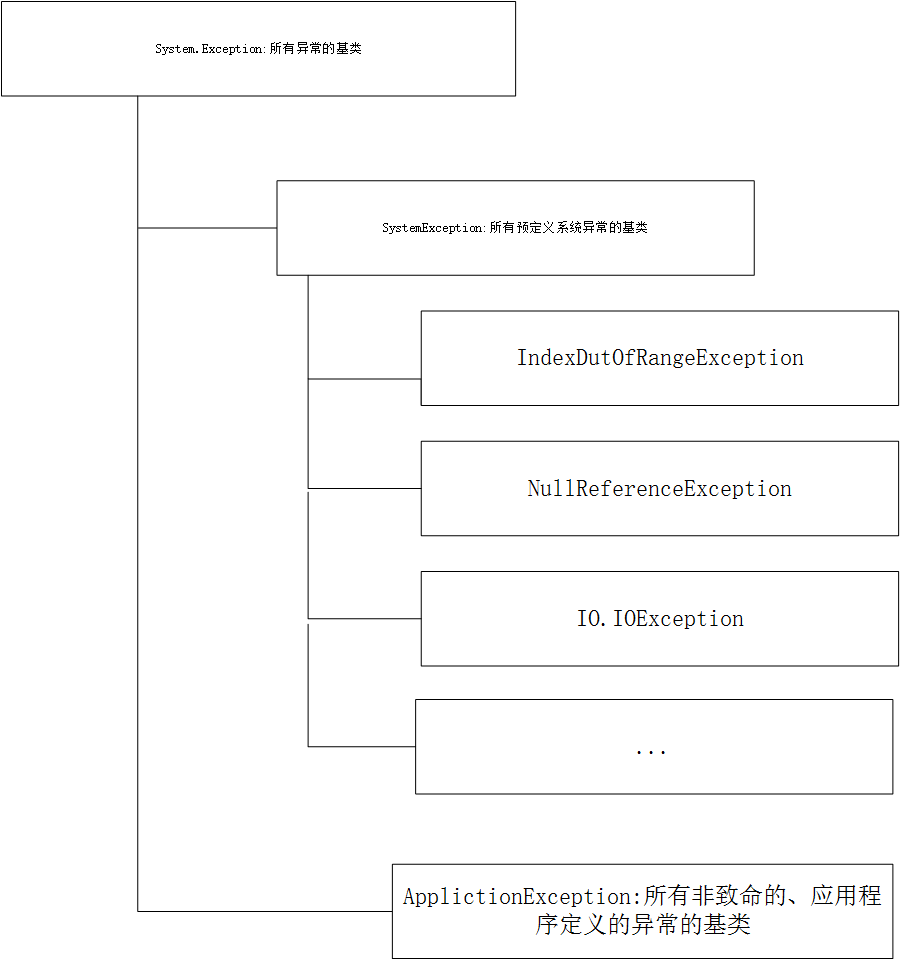 System.Exception:所有异常的基类
SystemException:所有预定义系统异常的基类
IndexDutOfRangeException
NullReferenceException
IO.IOException
...
ApplictionException:所有非致命的、应用程
序定义的异常的基类